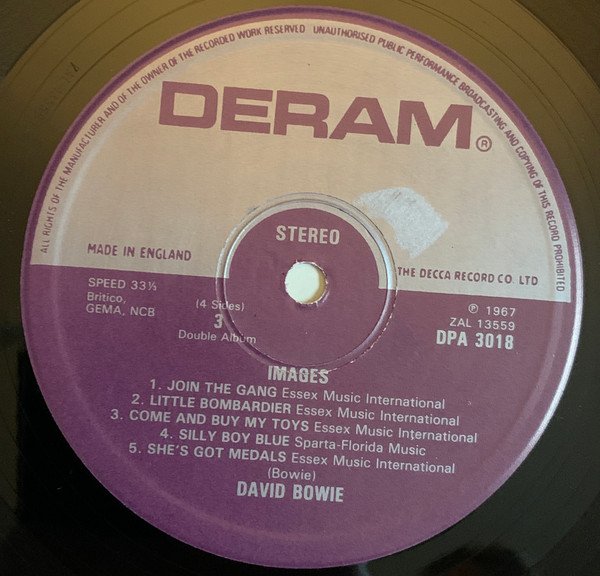 ALL RIGHTS OF THE MANUFACTURER AND OF THE OWNER OF THE RECORDED WORK RESERVED UNAUTHORISED PUBLIC PERFORMANCE BROADCASTING AND COPYING OF THIS RECORD PROHIBITED
DERAM®
STEREO
MADE IN ENGLAND
THE DECCA RECORD CO. LTD
SPEED 33⅓
Britico,
GEMA, NCB
(4 Sides)
3
Double Album
℗ 1967
ZAL 13559
DPA 3018
IMAGES
1. JOIN THE GANG Essex Music International
2. LITTLE BOMBARDIER Essex Music International
3. COME AND BUY MY TOYS Essex Music International
4. SILLY BOY BLUE Sparta-Florida Music
5. SHE'S GOT MEDALS Essex Music International
(Bowie)
DAVID BOWIE